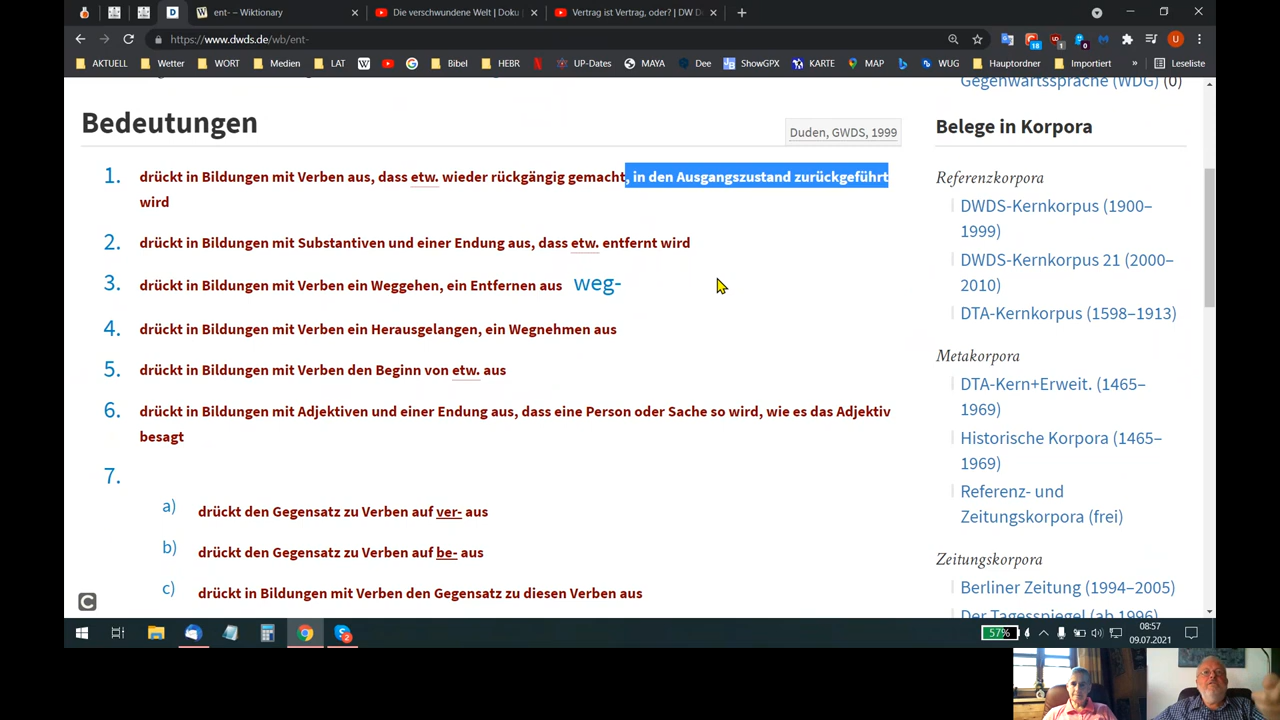 ent- – Wiktionary
Die verschwundene Welt | Doku |
Vertrag ist Vertrag, oder? | DW D
https://www.dwds.de/wb/ent-
18
1
0
U
AKTUELL
Wetter
WORT
Medien
LAT
Bibel
HEBR
UP-Dates
MAYA
Dee
ShowGPX
KARTE
MAP
WUG
Hauptordner
Importiert
»
Leseliste
Gegenwartssprache (WDG) (0)
Bedeutungen
Duden, GWDS, 1999
1. drückt in Bildungen mit Verben aus, dass etw. wieder rückgängig gemacht, in den Ausgangszustand zurückgeführt
wird
2. drückt in Bildungen mit Substantiven und einer Endung aus, dass etw. entfernt wird
3. drückt in Bildungen mit Verben ein Weggehen, ein Entfernen aus weg-
4. drückt in Bildungen mit Verben ein Herausgelangen, ein Wegnehmen aus
5. drückt in Bildungen mit Verben den Beginn von etw. aus
6. drückt in Bildungen mit Adjektiven und einer Endung aus, dass eine Person oder Sache so wird, wie es das Adjektiv
besagt
7.
a) drückt den Gegensatz zu Verben auf ver- aus
b) drückt den Gegensatz zu Verben auf be- aus
c) drückt in Bildungen mit Verben den Gegensatz zu diesen Verben aus
Belege in Korpora
Referenzkorpora
DWDS-Kernkorpus (1900–
1999)
DWDS-Kernkorpus 21 (2000–
2010)
DTA-Kernkorpus (1598–1913)
Metakorpora
DTA-Kern+Erweit. (1465–
1969)
Historische Korpora (1465–
1969)
Referenz- und
Zeitungskorpora (frei)
Zeitungskorpora
Berliner Zeitung (1994–2005)
Der Tagesspiegel (ab 1996)
57%
08:57
09.07.2021